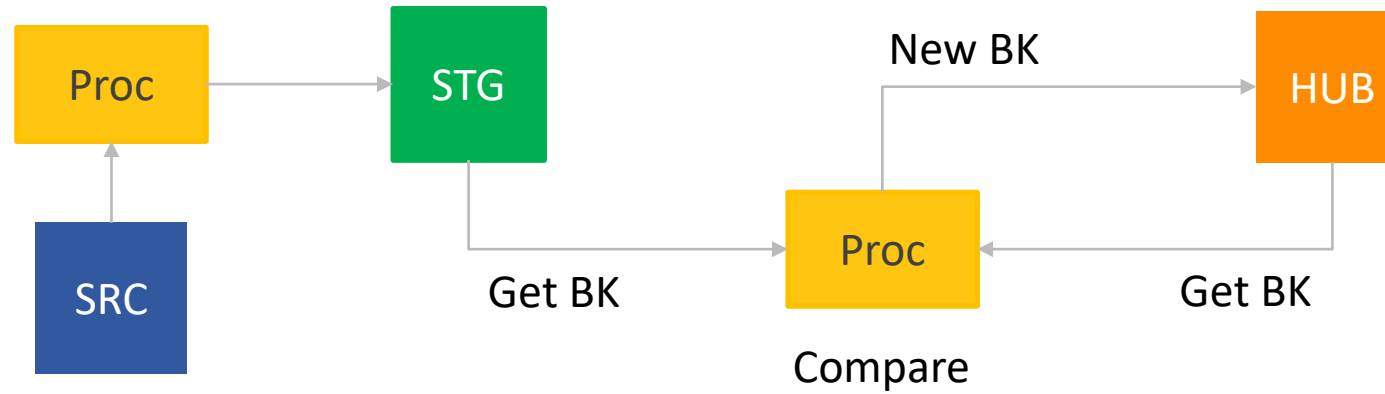 Proc
STG
New BK
HUB
SRC
Get BK
Proc
Get BK
Compare